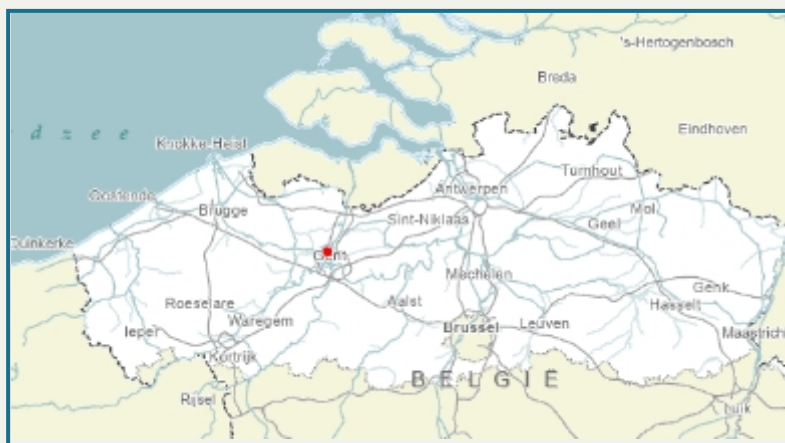 's-Hertogenbosch
Breda
Eindhoven
d z e e
Knokke-Heist
Turnhout
Antwerpen
Oostende
Brugge
Sint-Niklaas
Mol
Geel
Duinkerke
Gent
Mechelen
Genk
Roeselare
Aalst
Hasselt
Waregem
Brussel
Leuven
Ieper
Maastrich
Kortrijk
BELGIË
Rijsel
Luik